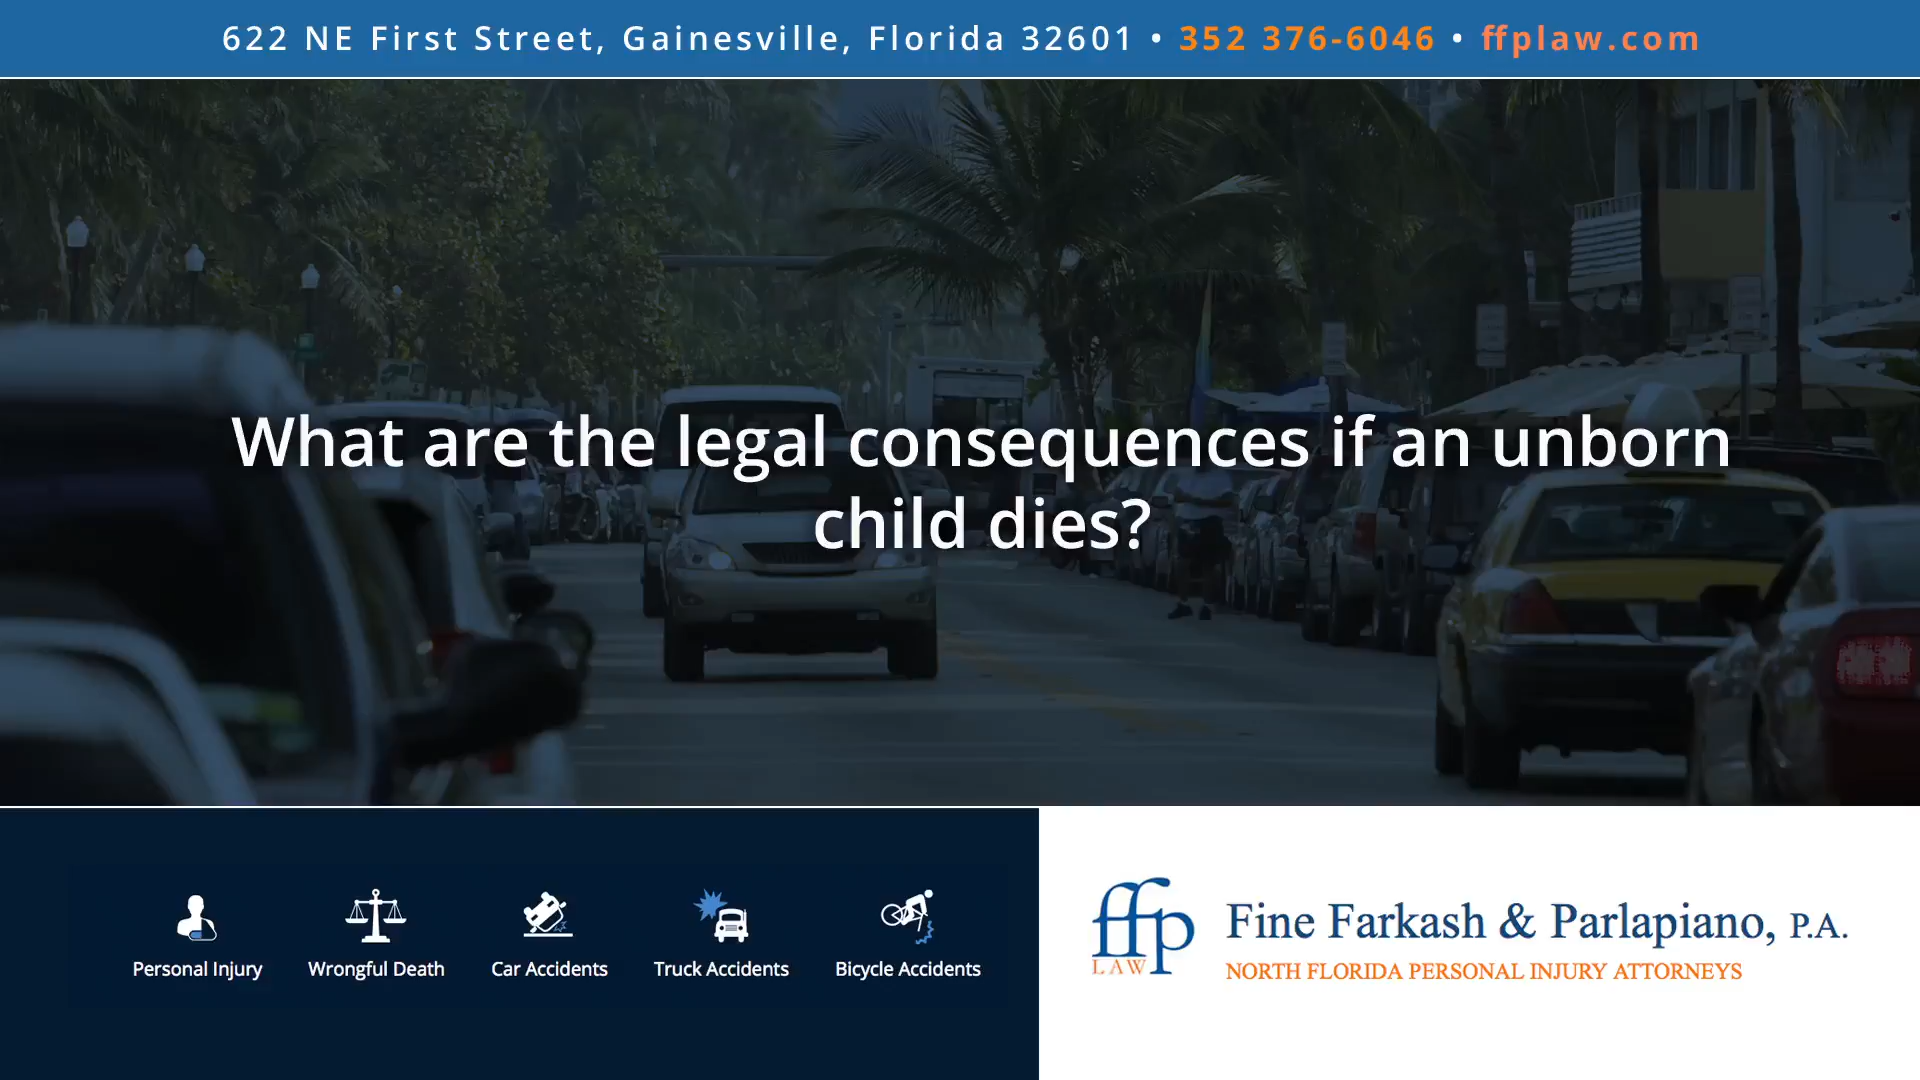 622 NE First Street, Gainesville, Florida 32601 • 352 376-6046 • ffplaw.com
What are the legal consequences if an unborn
child dies?
Personal Injury
Wrongful Death
Car Accidents
Truck Accidents
Bicycle Accidents
ffp
LAW
Fine Farkash & Parlapiano, P.A.
NORTH FLORIDA PERSONAL INJURY ATTORNEYS